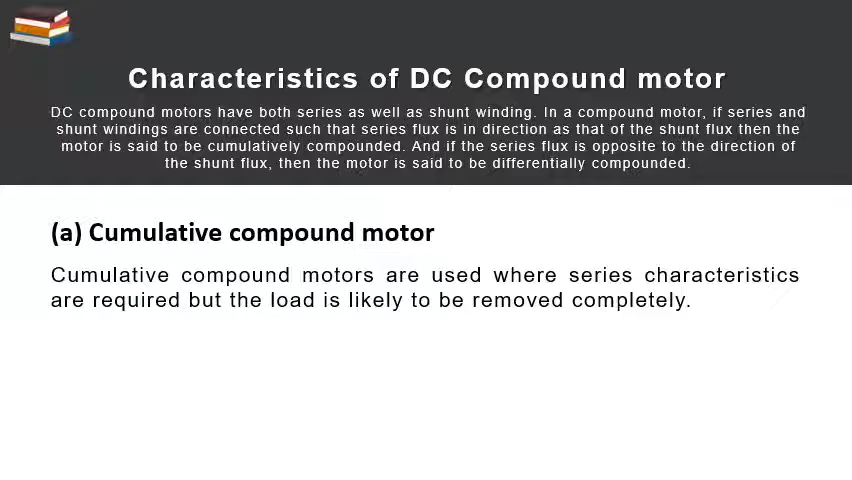 Characteristics of DC Compound motor
DC compound motors have both series as well as shunt winding. In a compound motor, if series and
shunt windings are connected such that series flux is in direction as that of the shunt flux then the
motor is said to be cumulatively compounded. And if the series flux is opposite to the direction of
the shunt flux, then the motor is said to be differentially compounded.
(a) Cumulative compound motor
Cumulative compound motors are used where series characteristics
are required but the load is likely to be removed completely.